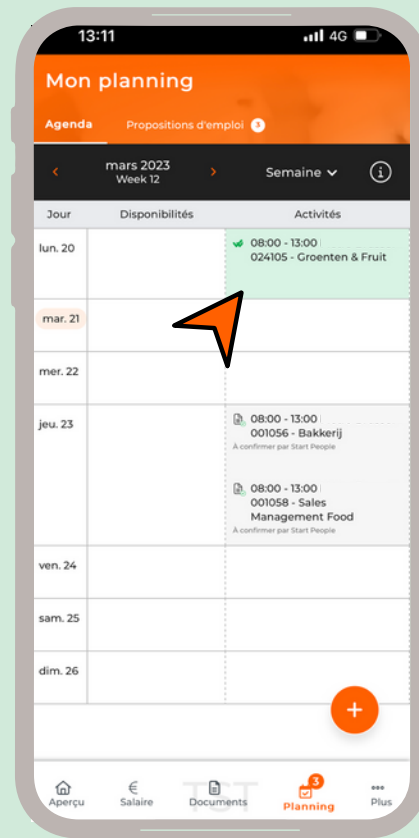 13:11
4G
Mon planning
Agenda
Propositions d'emploi 3
mars 2023
Week 12
Semaine
Jour
Disponibilités
Activités
lun. 20
08:00 - 13:00
024105 - Groenten & Fruit
mar. 21
mer. 22
jeu. 23
08:00 - 13:00
001056 - Bakkerij
À confirmer par Start People
08:00 - 13:00
001058 - Sales
Management Food
À confirmer par Start People
ven. 24
sam. 25
dim. 26
+
TST
3
Aperçu
Salaire
Documents
Planning
Plus